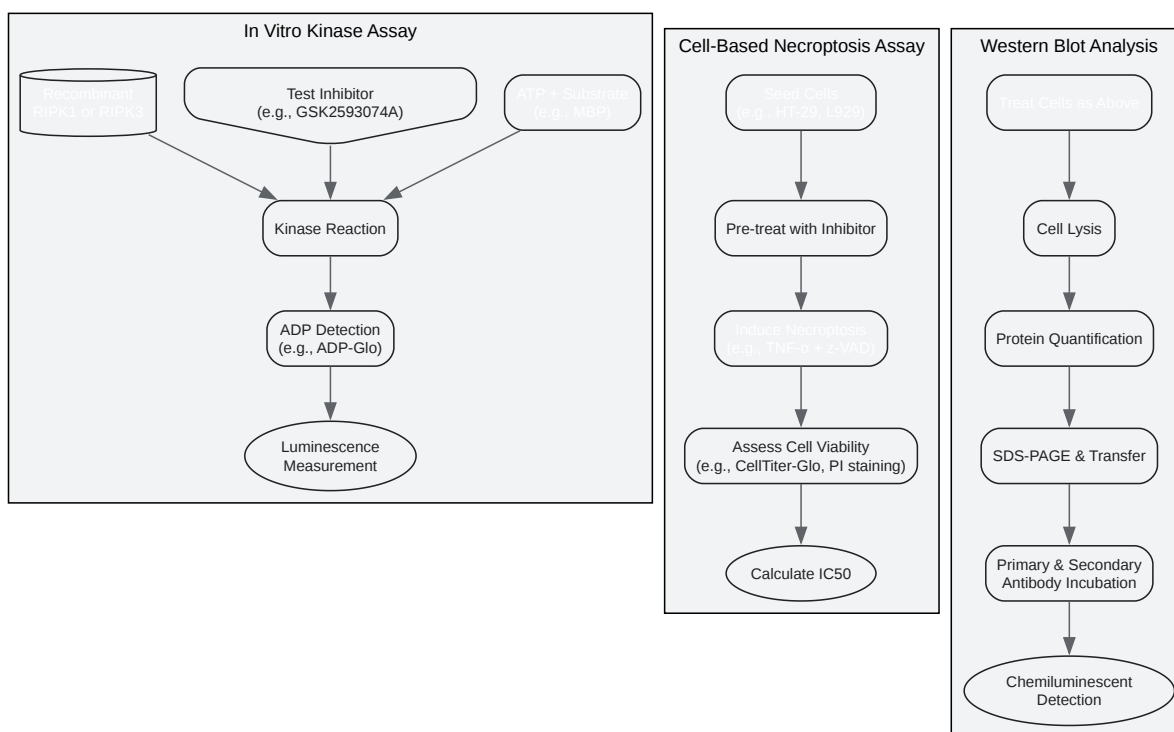 In Vitro Kinase Assay
Recombinant
RIPK1 or RIPK3
Test Inhibitor
(e.g., GSK2593074A)
ATP + Substrate
(e.g., MBP)
Kinase Reaction
ADP Detection
(e.g., ADP-Glo)
Luminescence
Measurement
Cell-Based Necroptosis Assay
Seed Cells
(e.g., HT-29, L929)
Pre-treat with Inhibitor
Induce Necroptosis
(e.g., TNF-α + z-VAD)
Assess Cell Viability
(e.g., CellTiter-Glo, PI staining)
Calculate IC50
Western Blot Analysis
Treat Cells as Above
Cell Lysis
Protein Quantification
SDS-PAGE & Transfer
Primary & Secondary
Antibody Incubation
Chemiluminescent
Detection